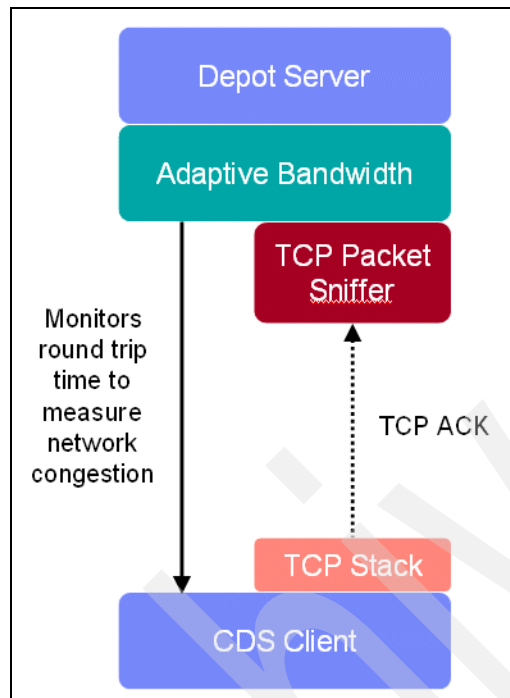 Depot Server
Adaptive Bandwidth
TCP Packet
Sniffer
Monitors
round trip
time to
measure
network
congestion
TCP ACK
TCP Stack
CDS Client